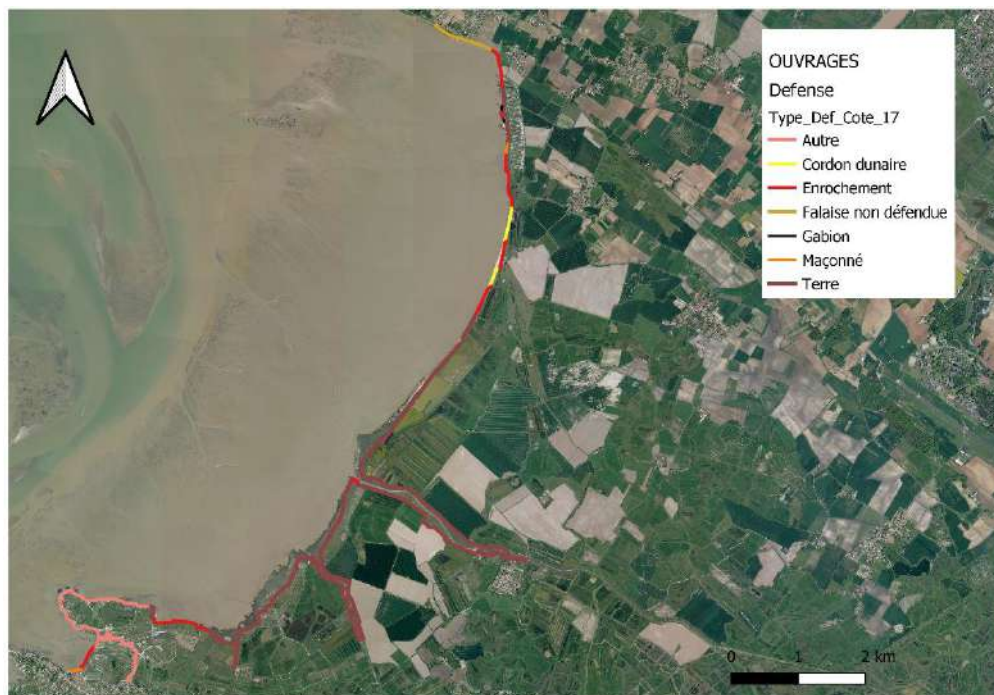 OUVRAGES
Defense
Type_Def_Cote_17
Autre
Cordon dunaire
Enrochement
Falaise non défendue
Gabion
Maçonné
Terre
0 1 2 km